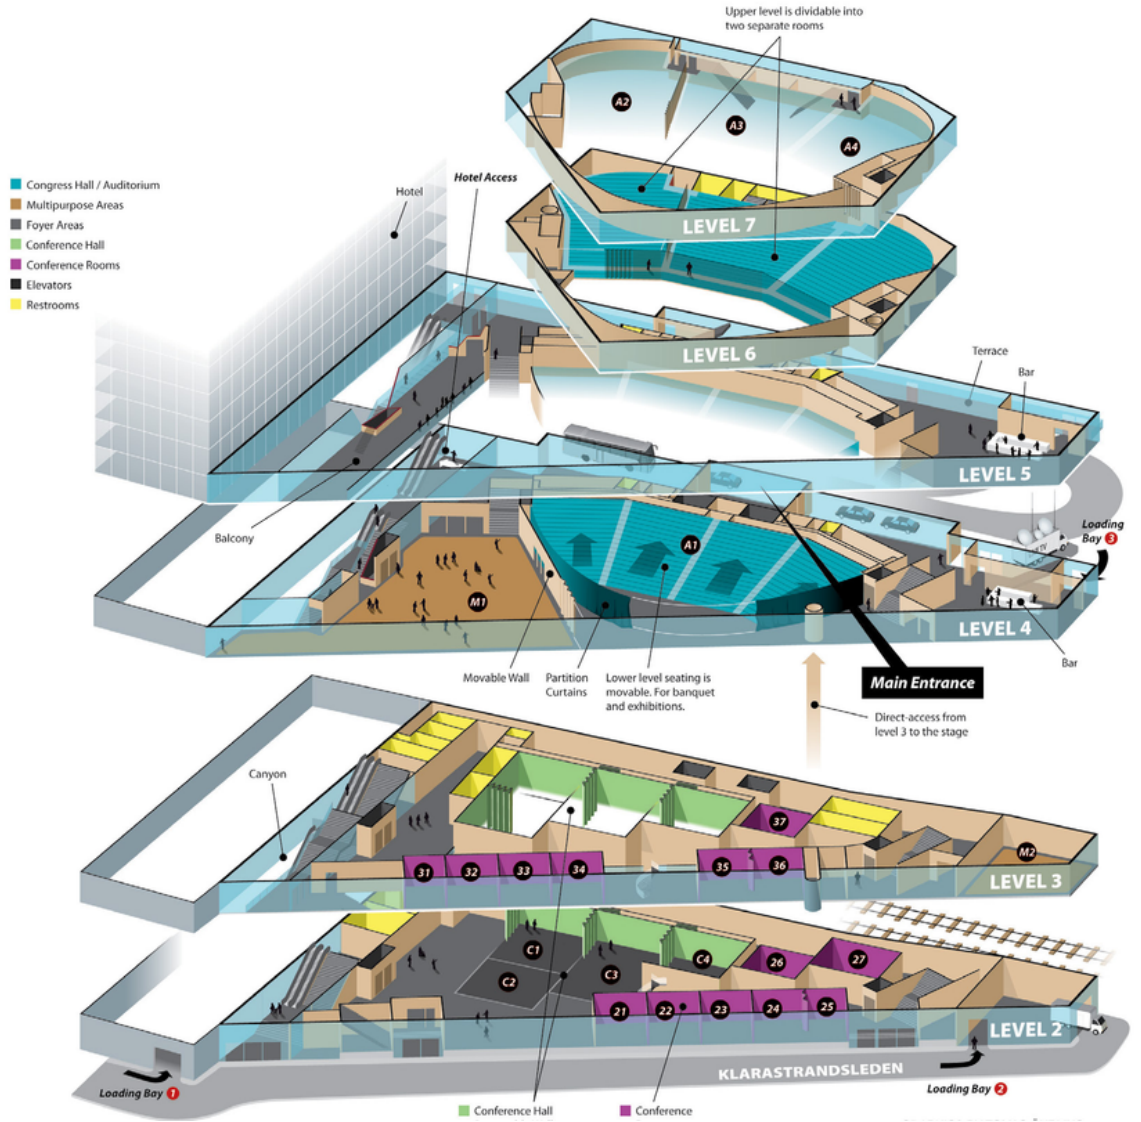 Upper level is dividable into
two separate rooms
A2
A3
A4
LEVEL 7
Congress Hall / Auditorium
Multipurpose Areas
Foyer Areas
Conference Hall
Conference Rooms
Elevators
Restrooms
Hotel
Hotel Access
LEVEL 6
Terrace
Bar
LEVEL 5
Balcony
A1
M1
TV
Loading
Bay 3
LEVEL 4
Bar
Movable Wall
Partition
Curtains
Lower level seating is
movable. For banquet
and exhibitions.
Main Entrance
Direct-access from
level 3 to the stage
Canyon
37
M2
31
32
33
34
35
36
LEVEL 3
C1
C2
C3
C4
26
27
21
22
23
24
25
LEVEL 2
KLARASTRANDSLEDEN
Loading Bay 1
Loading Bay 2
Conference Hall
Conference